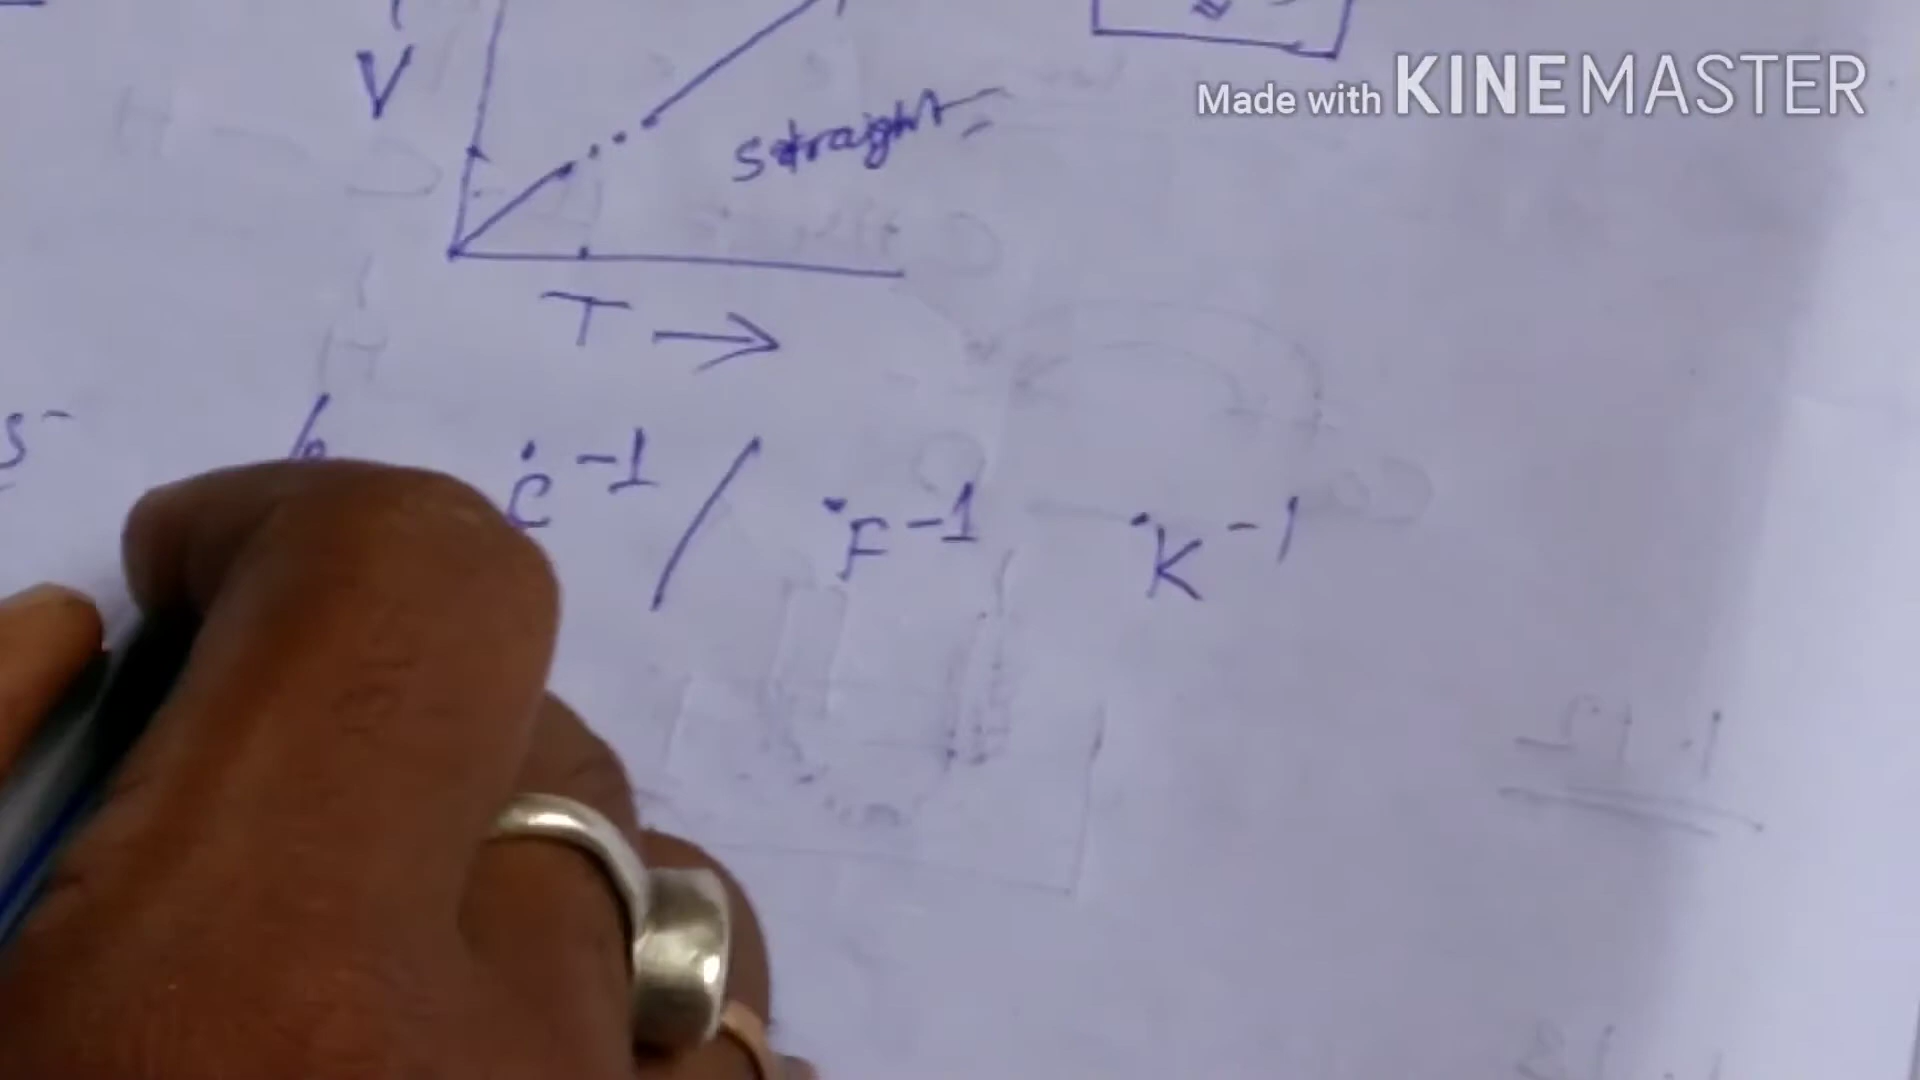 V
Made with KINEMASTER
straight
T →
°C⁻¹ / °F⁻¹ °K⁻¹